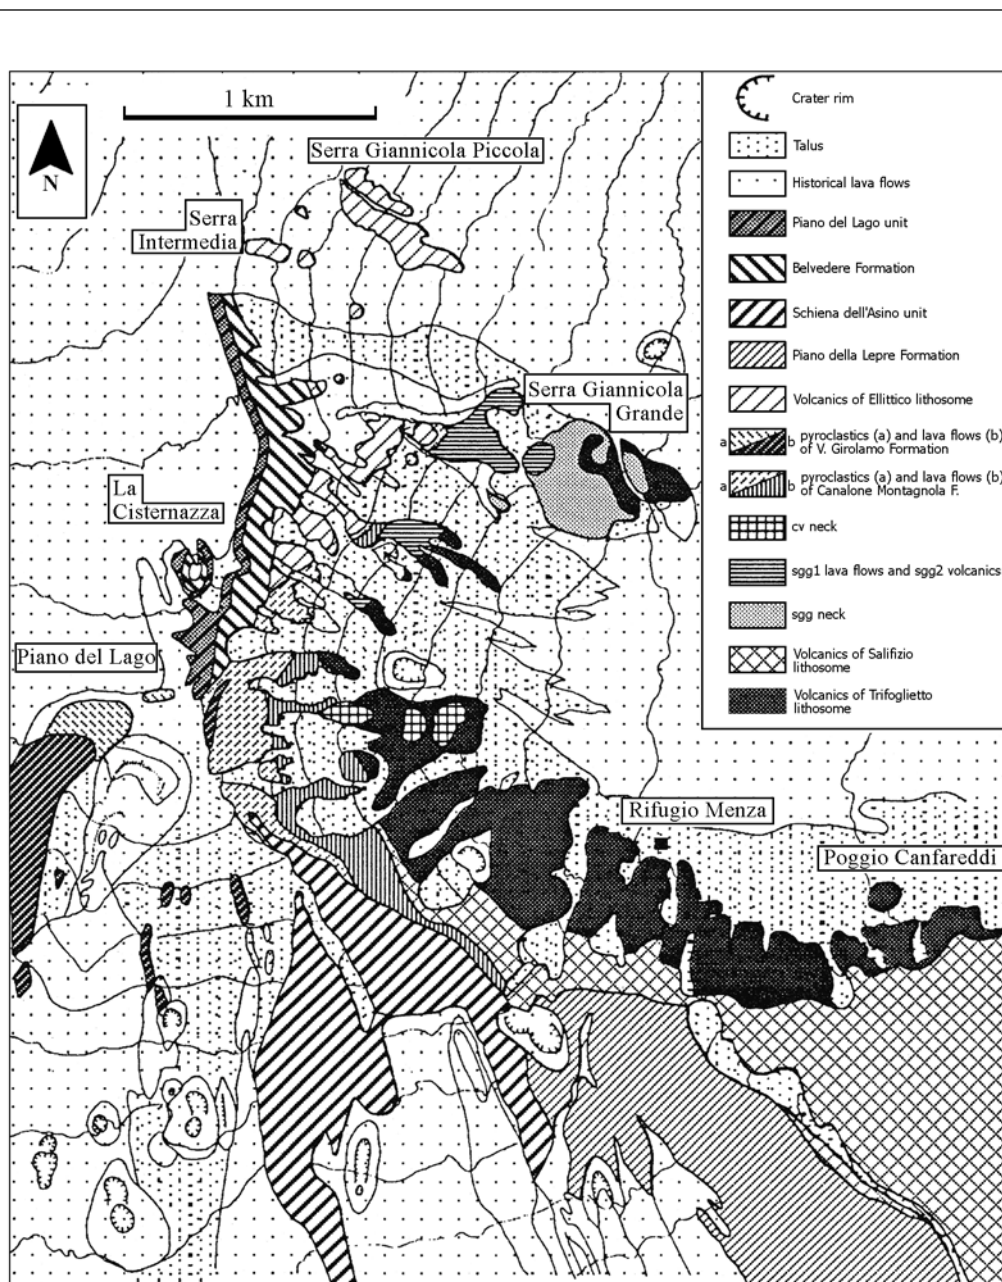 1 km
N
Serra Giannicola Piccola
Serra
Intermedia
Serra Giannicola
Grande
La
Cisternazza
Piano del Lago
Rifugio Menza
Poggio Canfareddi
Crater rim
Talus
Historical lava flows
Piano del Lago unit
Belvedere Formation
Schiena dell'Asino unit
Piano della Lepre Formation
Volcanics of Ellittico lithosome
a b pyroclastics (a) and lava flows (b)
of V. Girolamo Formation
a b pyroclastics (a) and lava flows (b)
of Canalone Montagnola F.
cv neck
sgg1 lava flows and sgg2 volcanics
sgg neck
Volcanics of Salifizio
lithosome
Volcanics of Trifoglietto
lithosome